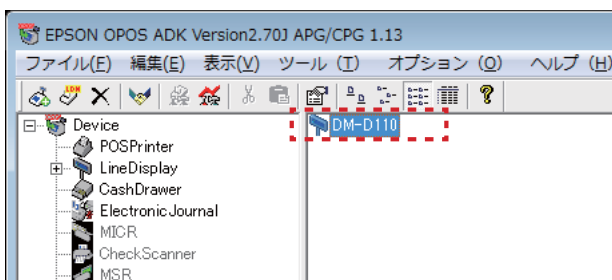 EPSON OPOS ADK Version2.70J APG/CPG 1.13
ファイル(F) 編集(E) 表示(V) ツール (T) オプション (O) ヘルプ (H)
Device
DM-D110
POSPrinter
LineDisplay
CashDrawer
ElectronicJournal
MICR
CheckScanner
MSR